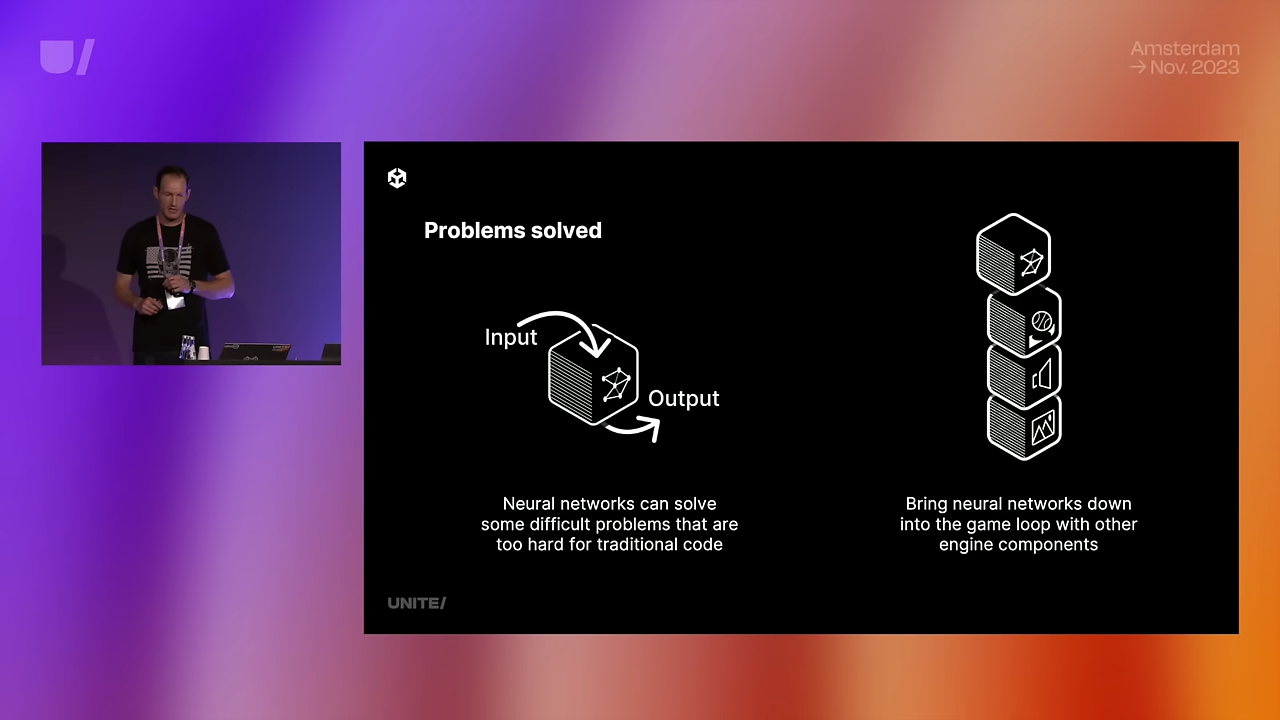 Amsterdam
→ Nov. 2023
Problems solved
Input
Output
Neural networks can solve
some difficult problems that are
too hard for traditional code
Bring neural networks down
into the game loop with other
engine components
UNITE/